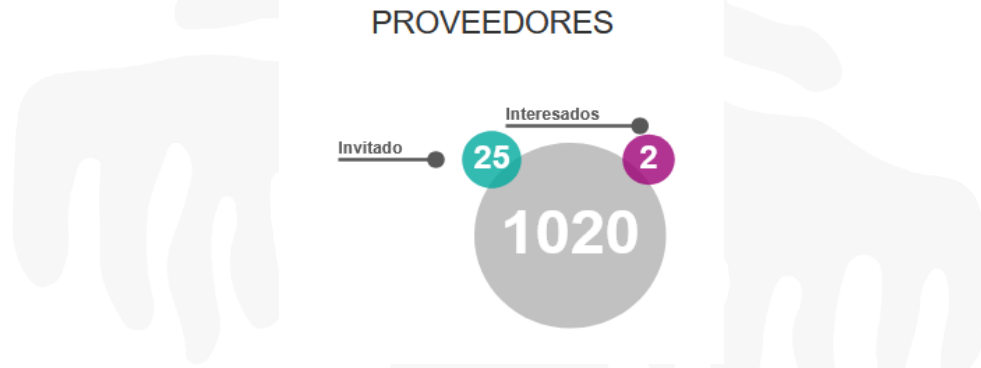 PROVEEDORES
Interesados
Invitado
25
2
1020